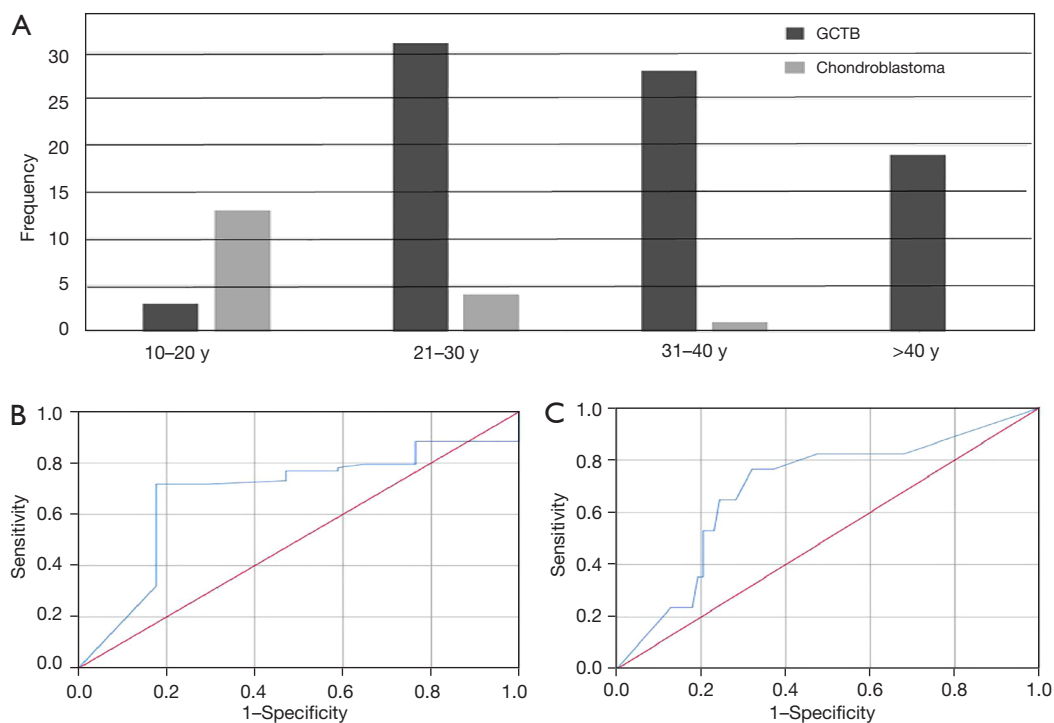 A
GCTB
Chondroblastoma
Frequency
30
25
20
15
10
5
0
10–20 y
21–30 y
31–40 y
>40 y
B
Sensitivity
1.0
0.8
0.6
0.4
0.2
0.0
0.0
0.2
0.4
0.6
0.8
1.0
1–Specificity
C
Sensitivity
1.0
0.8
0.6
0.4
0.2
0.0
0.0
0.2
0.4
0.6
0.8
1.0
1–Specificity